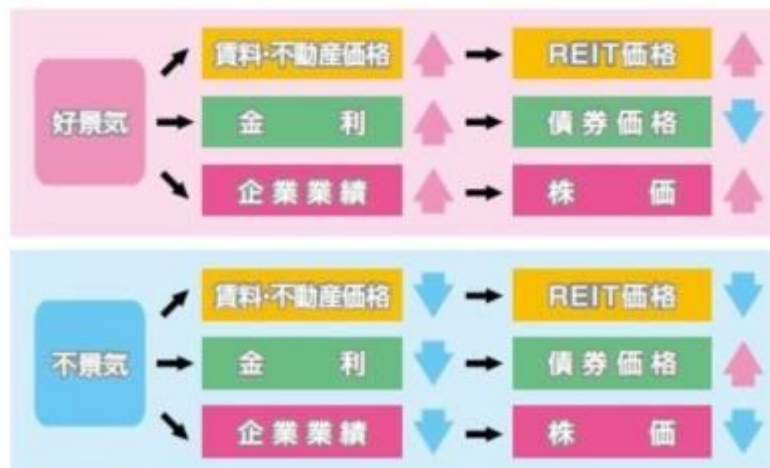 賃料・不動産価格 REIT価格
好景気 金利 債券価格
企業業績 株価
賃料・不動産価格 REIT価格
不景気 金利 債券価格
企業業績 株価